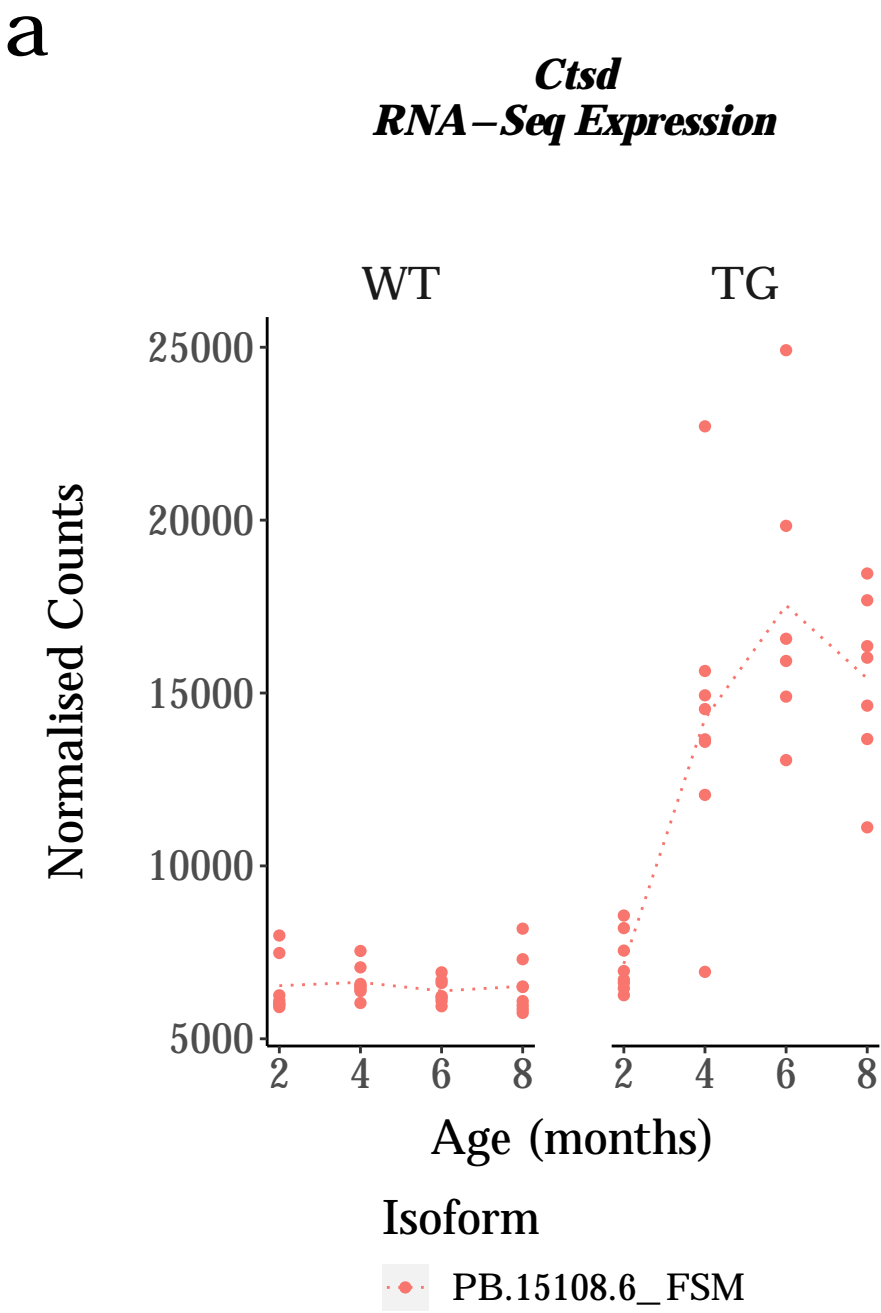 a
Ctsd
RNA–Seq Expression
WT TG
25000
20000
15000
10000
5000
Normalised Counts
2 4 6 8 2 4 6 8
Age (months)
Isoform
PB.15108.6_FSM